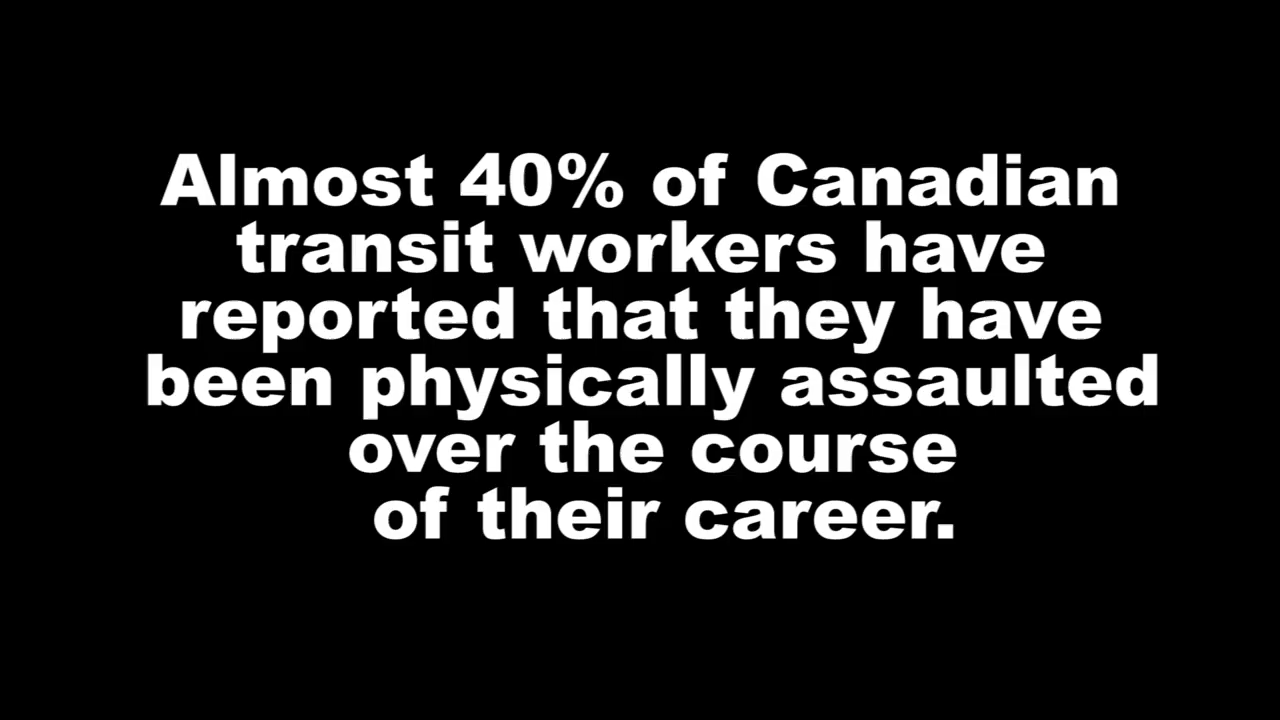 Almost 40% of Canadian
transit workers have
reported that they have
been physically assaulted
over the course
of their career.